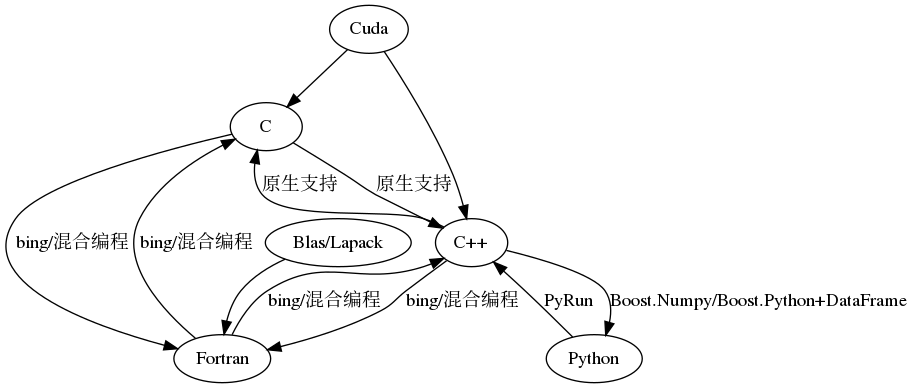 Cuda
C
原生支持
原生支持
bing/混合编程
bing/混合编程
Blas/Lapack
C++
bing/混合编程
bing/混合编程
PyRun
Boost.Numpy/Boost.Python+DataFrame
Fortran
Python